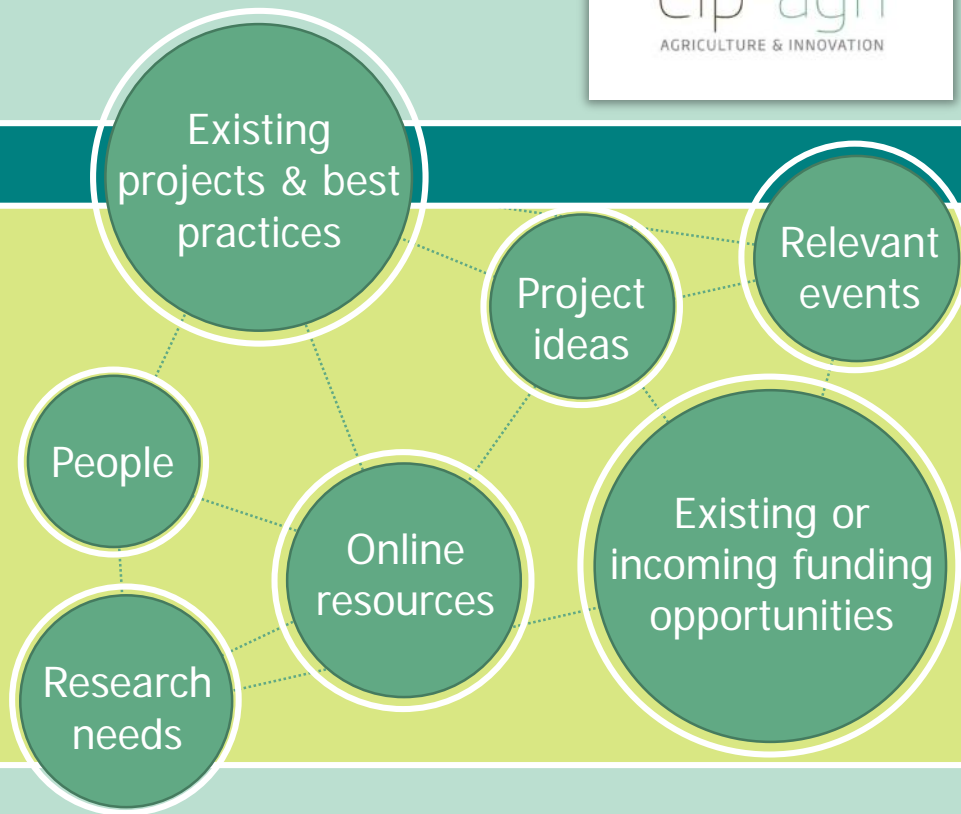 AGRICULTURE & INNOVATION
Existing
projects & best
practices
Relevant
events
Project
ideas
People
Existing or
incoming funding
opportunities
Online
resources
Research
needs